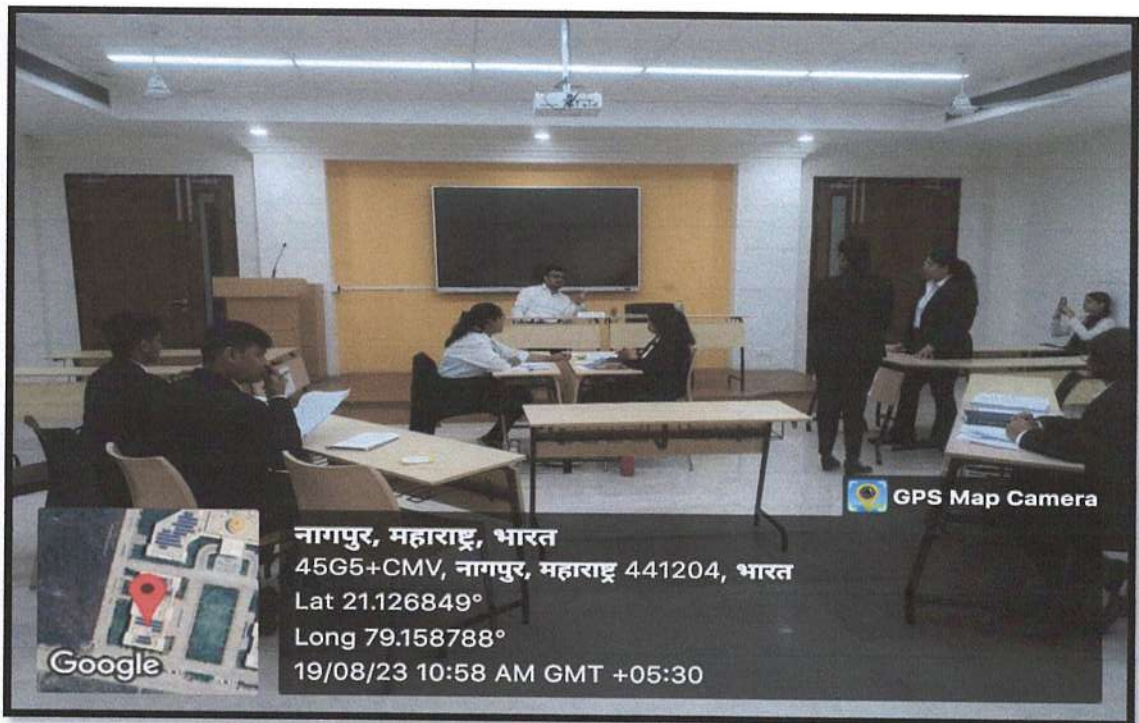 GPS Map Camera
नागपुर, महाराष्ट्र, भारत
45G5+CMV, नागपुर, महाराष्ट्र 441204, भारत
Lat 21.126849°
Long 79.158788°
19/08/23 10:58 AM GMT +05:30
Google